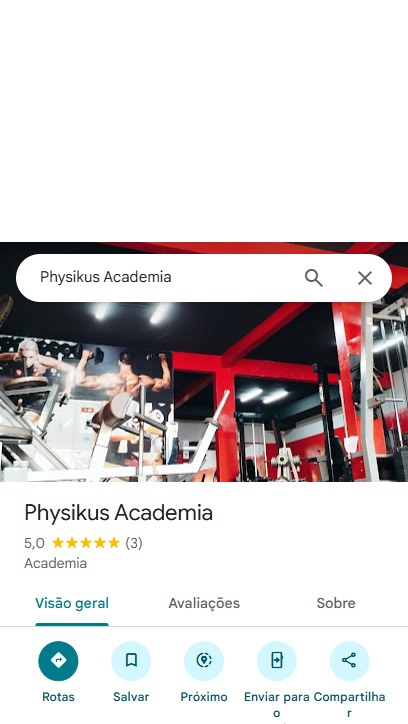 Physikus Academia
Physikus Academia
5,0 (3)
Academia
Visão geral Avaliações Sobre
Rotas Salvar Próximo Enviar para o Compartilhar